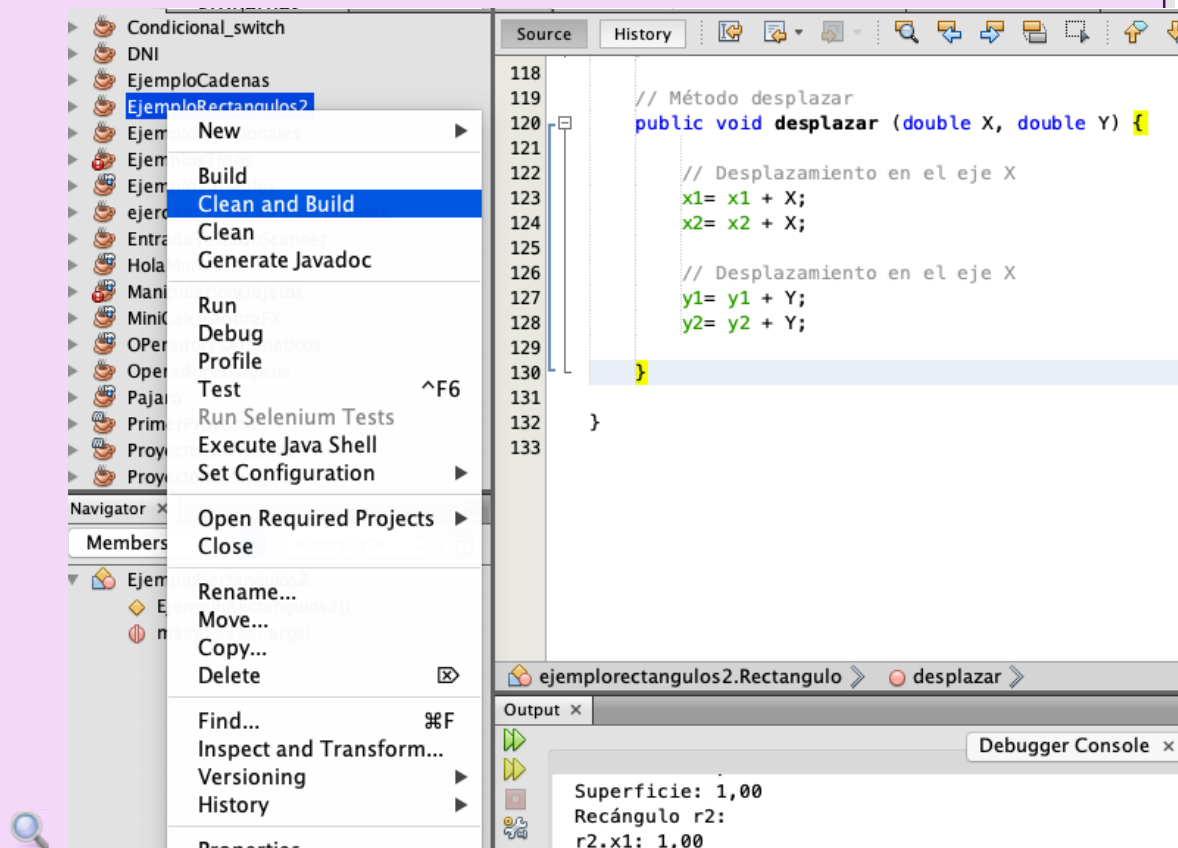 Condicional_switch
DNI
EjemploCadenas
EjemploRectangulos2
New
Build
Clean and Build
Clean
Generate Javadoc
Run
Debug
Profile
Test ^F6
Run Selenium Tests
Execute Java Shell
Set Configuration
Open Required Projects
Close
Rename...
Move...
Copy...
Delete ⌦
Find... ⌘F
Inspect and Transform...
Versioning
History
Properties
Navigator ×
Members
Source History
118
119 // Método desplazar
120 public void desplazar (double X, double Y) {
121
122 // Desplazamiento en el eje X
123 x1= x1 + X;
124 x2= x2 + X;
125
126 // Desplazamiento en el eje X
127 y1= y1 + Y;
128 y2= y2 + Y;
129
130 }
131
132 }
133
ejemplorectangulos2.Rectangulo desplazar
Output ×
Debugger Console ×
Superficie: 1,00
Recángulo r2:
r2.x1: 1,00